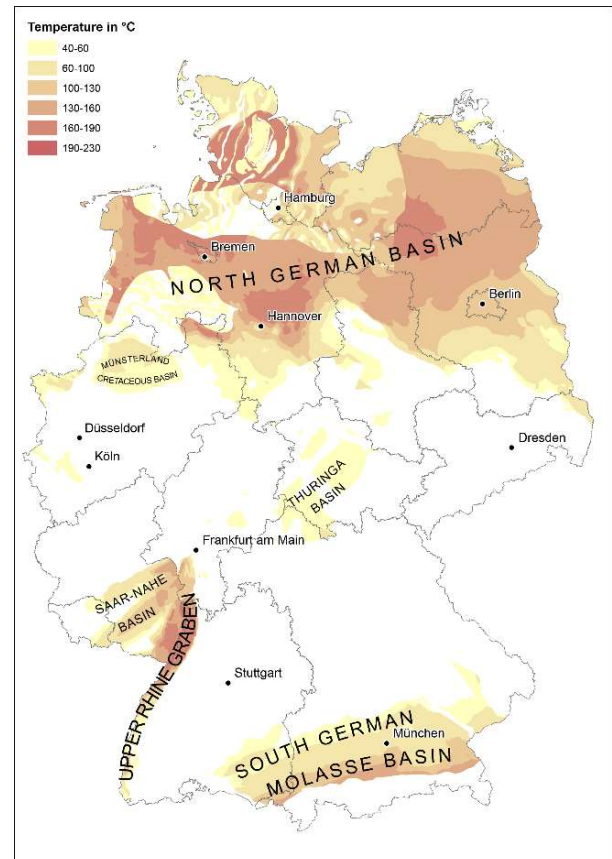 Temperature in °C
40-60
60-100
100-130
130-160
160-190
190-230
Hamburg
Bremen
NORTH GERMAN BASIN
Berlin
Hannover
MÜNSTERLAND
CRETACEOUS BASIN
Düsseldorf
Köln
Dresden
THURINGA
BASIN
Frankfurt am Main
SAAR-NAHE
BASIN
UPPER RHINE GRABEN
Stuttgart
SOUTH GERMAN
München
MOLASSE BASIN